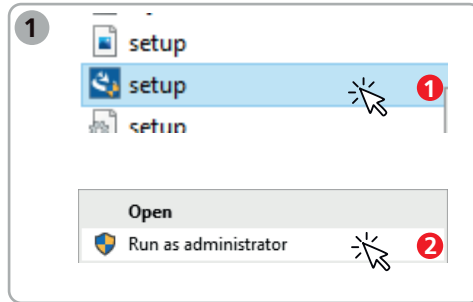 1
setup
setup 1
setup
Open
Run as administrator 2